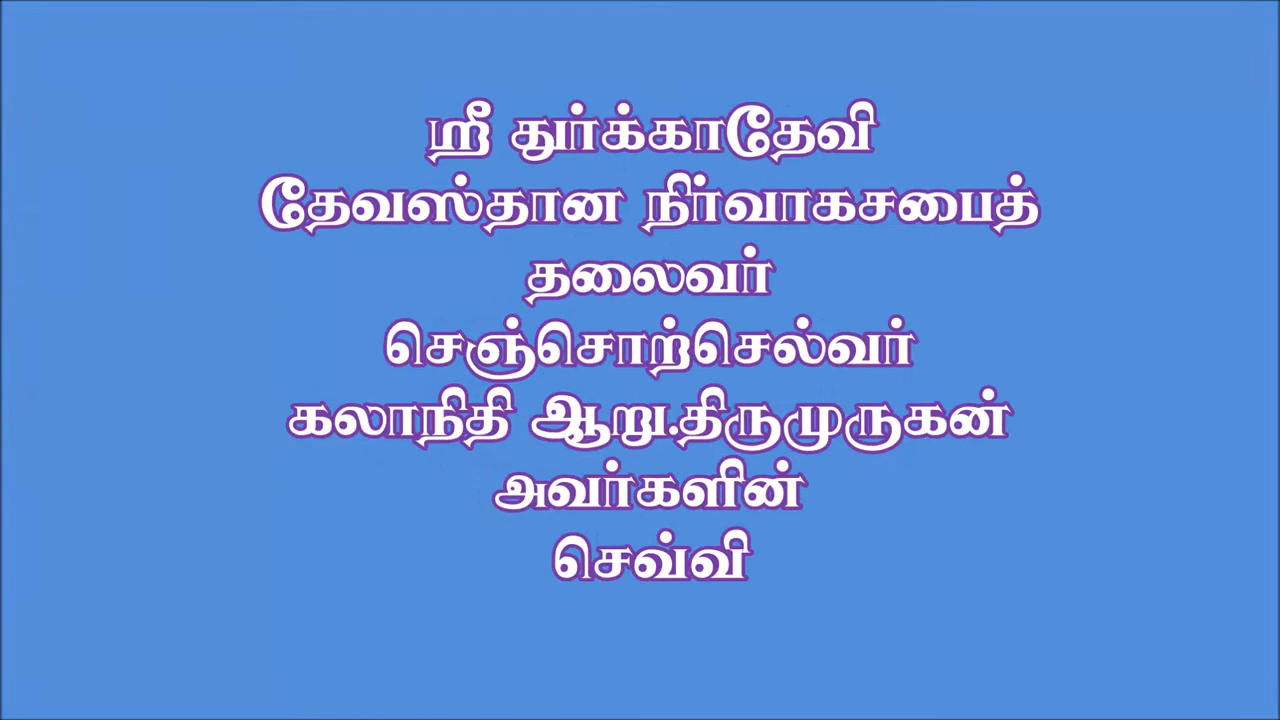 ஸ்ரீ துர்க்காதேவி
தேவஸ்தான நிர்வாகசபைத்
தலைவர்
செஞ்சொற்செல்வர்
கலாநிதி ஆறு.திருமுருகன்
அவர்களின்
செவ்வி